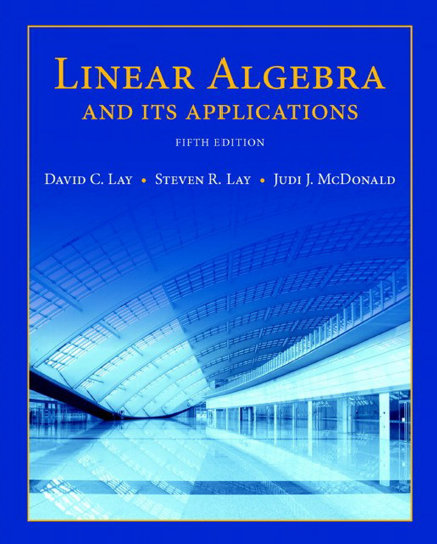 LINEAR ALGEBRA
AND ITS APPLICATIONS
FIFTH EDITION
DAVID C. LAY • STEVEN R. LAY • JUDI J. MCDONALD